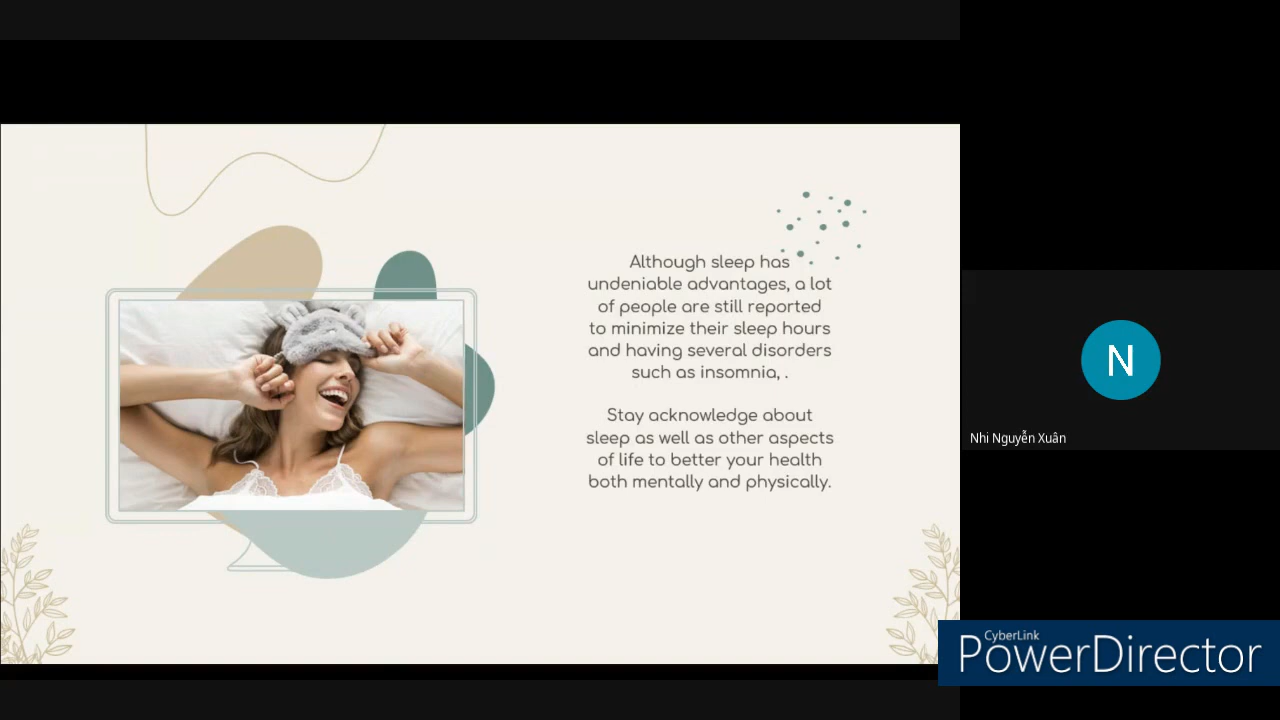 Although sleep has
undeniable advantages, a lot
of people are still reported
to minimize their sleep hours
and having several disorders
such as insomnia, .
Stay acknowledge about
sleep as well as other aspects
of life to better your health
both mentally and physically.
N
Nhi Nguyễn Xuân
CyberLink
PowerDirector